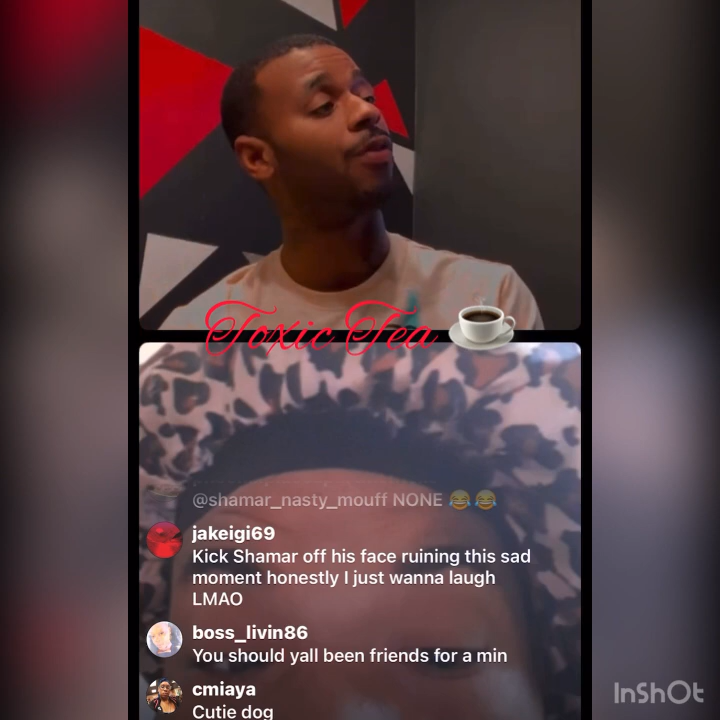 Toxic Tea
@shamar_nasty_mouff NONE 😂😂
jakeigi69
Kick Shamar off his face ruining this sad
moment honestly I just wanna laugh
LMAO
boss_livin86
You should yall been friends for a min
cmiaya
Cutie dog
InShOt